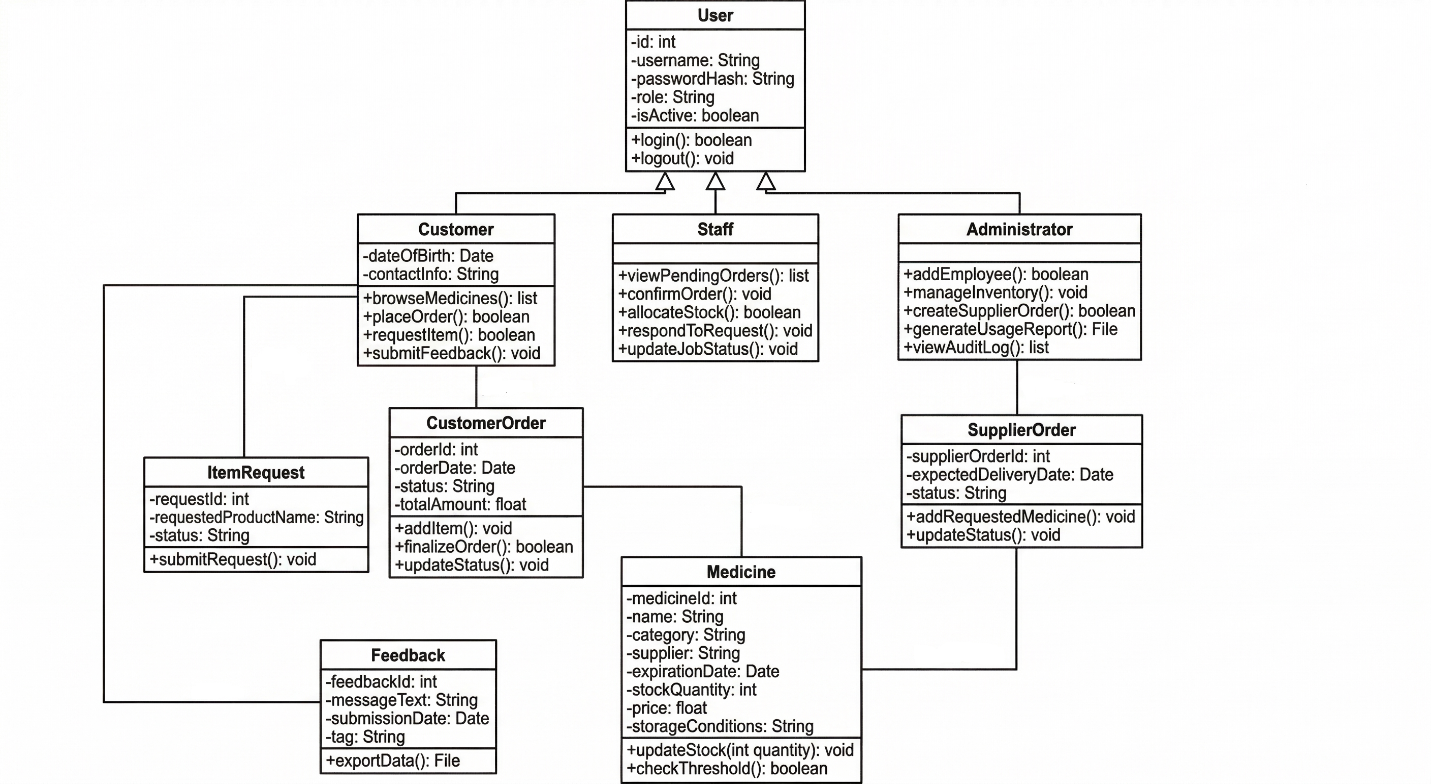 User
-id: int
-username: String
-passwordHash: String
-role: String
-isActive: boolean
+login(): boolean
+logout(): void
Customer
-dateOfBirth: Date
-contactInfo: String
+browseMedicines(): list
+placeOrder(): boolean
+requestItem(): boolean
+submitFeedback(): void
Staff
+viewPendingOrders(): list
+confirmOrder(): void
+allocateStock(): boolean
+respondToRequest(): void
+updateJobStatus(): void
Administrator
+addEmployee(): boolean
+manageInventory(): void
+createSupplierOrder(): boolean
+generateUsageReport(): File
+viewAuditLog(): list
CustomerOrder
-orderId: int
-orderDate: Date
-status: String
-totalAmount: float
+addItem(): void
+finalizeOrder(): boolean
+updateStatus(): void
SupplierOrder
-supplierOrderId: int
-expectedDeliveryDate: Date
-status: String
+addRequestedMedicine(): void
+updateStatus(): void
ItemRequest
-requestId: int
-requestedProductName: String
-status: String
+submitRequest(): void
Medicine
-medicineId: int
-name: String
-category: String
-supplier: String
-expirationDate: Date
-stockQuantity: int
-price: float
-storageConditions: String
+updateStock(int quantity): void
+checkThreshold(): boolean
Feedback
-feedbackId: int
-messageText: String
-submissionDate: Date
-tag: String
+exportData(): File